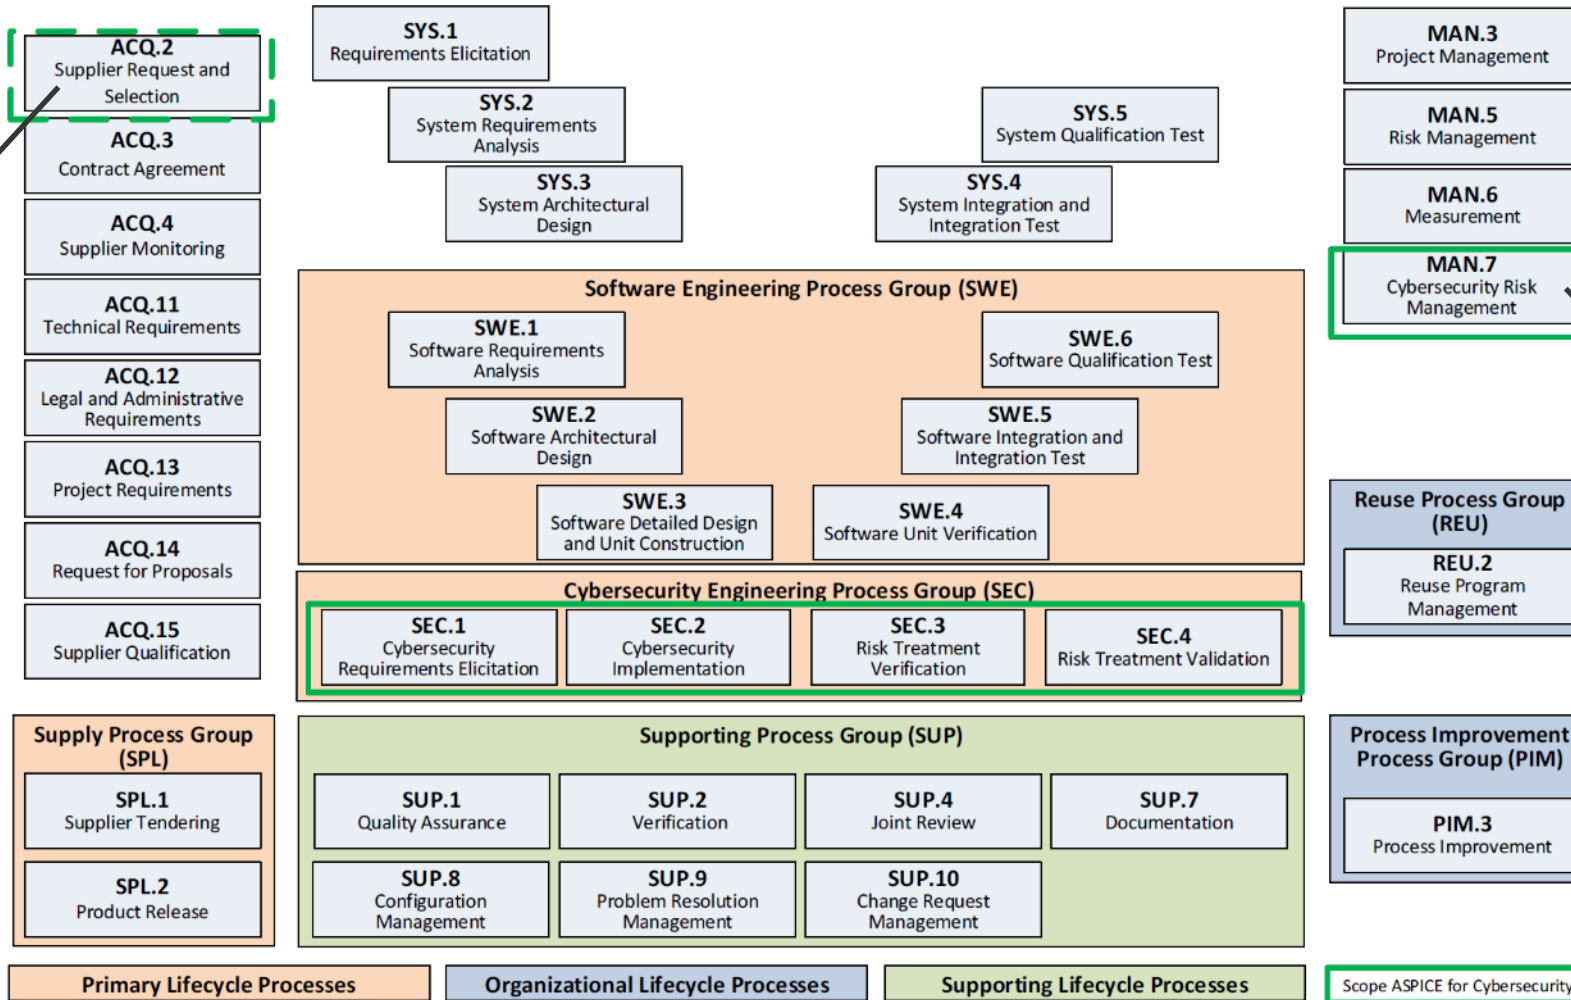 ACQ.2
Supplier Request and
Selection
ACQ.3
Contract Agreement
ACQ.4
Supplier Monitoring
ACQ.11
Technical Requirements
ACQ.12
Legal and Administrative
Requirements
ACQ.13
Project Requirements
ACQ.14
Request for Proposals
ACQ.15
Supplier Qualification
SYS.1
Requirements Elicitation
SYS.2
System Requirements
Analysis
SYS.3
System Architectural
Design
SYS.5
System Qualification Test
SYS.4
System Integration and
Integration Test
MAN.3
Project Management
MAN.5
Risk Management
MAN.6
Measurement
MAN.7
Cybersecurity Risk
Management
Software Engineering Process Group (SWE)
SWE.1
Software Requirements
Analysis
SWE.2
Software Architectural
Design
SWE.3
Software Detailed Design
and Unit Construction
SWE.6
Software Qualification Test
SWE.5
Software Integration and
Integration Test
SWE.4
Software Unit Verification
Cybersecurity Engineering Process Group (SEC)
SEC.1
Cybersecurity
Requirements Elicitation
SEC.2
Cybersecurity
Implementation
SEC.3
Risk Treatment
Verification
SEC.4
Risk Treatment Validation
Reuse Process Group
(REU)
REU.2
Reuse Program
Management
Supply Process Group
(SPL)
SPL.1
Supplier Tendering
SPL.2
Product Release
Supporting Process Group (SUP)
SUP.1
Quality Assurance
SUP.2
Verification
SUP.4
Joint Review
SUP.7
Documentation
SUP.8
Configuration
Management
SUP.9
Problem Resolution
Management
SUP.10
Change Request
Management
Process Improvement
Process Group (PIM)
PIM.3
Process Improvement
Primary Lifecycle Processes
Organizational Lifecycle Processes
Supporting Lifecycle Processes
Scope ASPICE for Cybersecurity